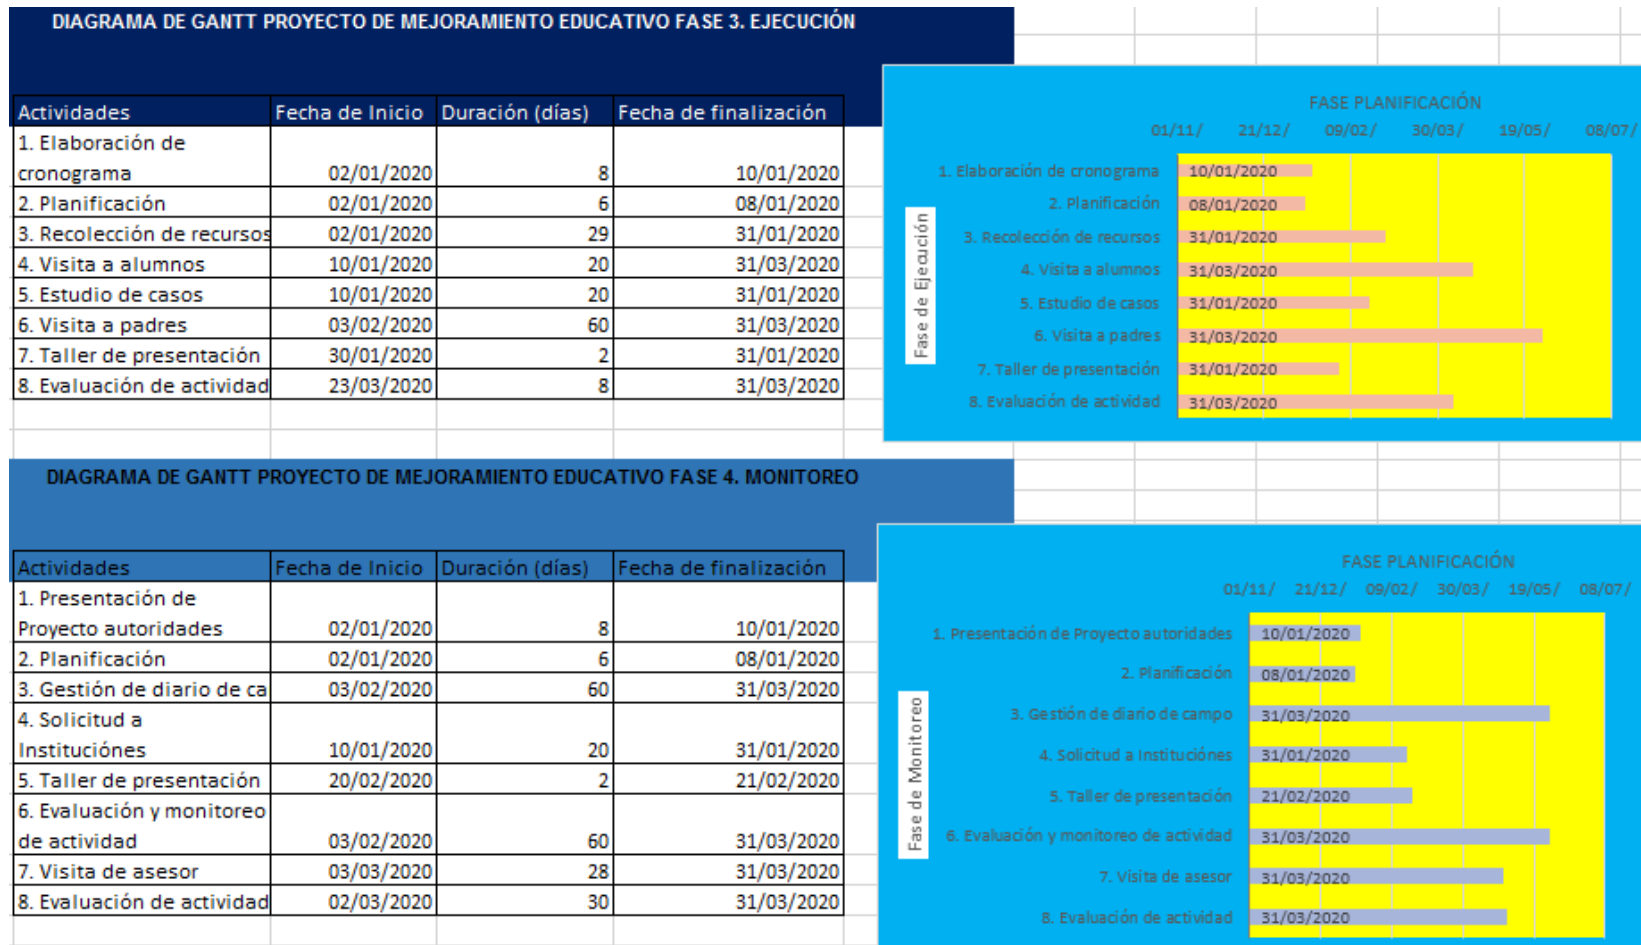 DIAGRAMA DE GANTT PROYECTO DE MEJORAMIENTO EDUCATIVO FASE 3. EJECUCIÓN
Actividades Fecha de Inicio Duración (días) Fecha de finalización
1. Elaboración de
cronograma 02/01/2020 8 10/01/2020
2. Planificación 02/01/2020 6 08/01/2020
3. Recolección de recursos 02/01/2020 29 31/01/2020
4. Visita a alumnos 10/01/2020 20 31/03/2020
5. Estudio de casos 10/01/2020 20 31/01/2020
6. Visita a padres 03/02/2020 60 31/03/2020
7. Taller de presentación 30/01/2020 2 31/01/2020
8. Evaluación de actividad 23/03/2020 8 31/03/2020
FASE PLANIFICACIÓN
01/11/ 21/12/ 09/02/ 30/03/ 19/05/ 08/07/
Fase de Ejecución
1. Elaboración de cronograma 10/01/2020
2. Planificación 08/01/2020
3. Recolección de recursos 31/01/2020
4. Visita a alumnos 31/03/2020
5. Estudio de casos 31/01/2020
6. Visita a padres 31/03/2020
7. Taller de presentación 31/01/2020
8. Evaluación de actividad 31/03/2020
DIAGRAMA DE GANTT PROYECTO DE MEJORAMIENTO EDUCATIVO FASE 4. MONITOREO
Actividades Fecha de Inicio Duración (días) Fecha de finalización
1. Presentación de
Proyecto autoridades 02/01/2020 8 10/01/2020
2. Planificación 02/01/2020 6 08/01/2020
3. Gestión de diario de ca 03/02/2020 60 31/03/2020
4. Solicitud a
Instituciónes 10/01/2020 20 31/01/2020
5. Taller de presentación 20/02/2020 2 21/02/2020
6. Evaluación y monitoreo
de actividad 03/02/2020 60 31/03/2020
7. Visita de asesor 03/03/2020 28 31/03/2020
8. Evaluación de actividad 02/03/2020 30 31/03/2020
FASE PLANIFICACIÓN
01/11/ 21/12/ 09/02/ 30/03/ 19/05/ 08/07/
Fase de Monitoreo
1. Presentación de Proyecto autoridades 10/01/2020
2. Planificación 08/01/2020
3. Gestión de diario de campo 31/03/2020
4. Solicitud a Instituciónes 31/01/2020
5. Taller de presentación 21/02/2020
6. Evaluación y monitoreo de actividad 31/03/2020
7. Visita de asesor 31/03/2020
8. Evaluación de actividad 31/03/2020